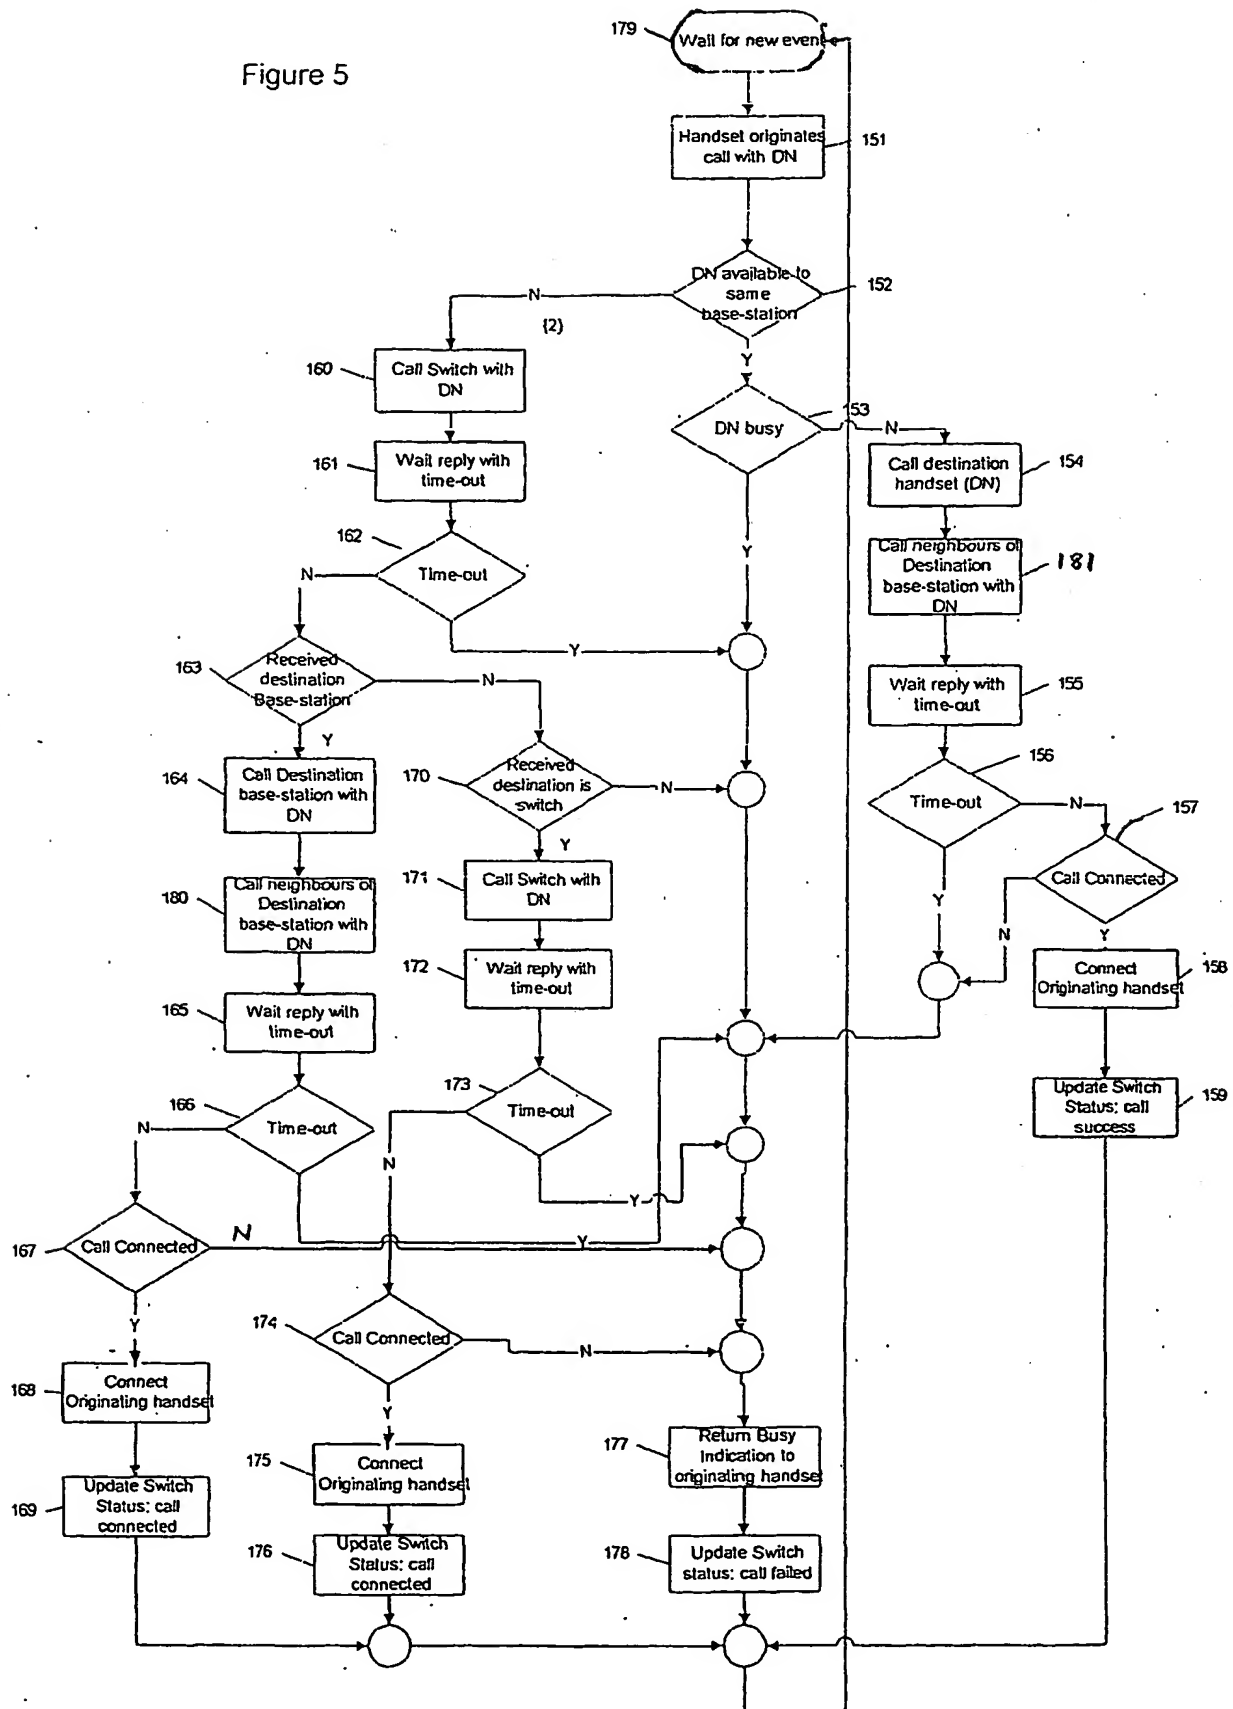 Figure 5
179
Wait for new event
Handset originates
call with DN
151
DN available to
same
base-station
152
N
{2}
Y
160
Call Switch with
DN
DN busy
153
N
161
Wait reply with
time-out
Call destination
handset (DN)
154
162
Time-out
N
Y
Y
Call neighbours of
Destination
base-station with
DN
181
163
Received
destination
Base-station
N
Y
Wait reply with
time-out
155
164
Call Destination
base-station with
DN
170
Received
destination is
switch
N
Y
156
Time-out
N
Y
157
Call Connected
N
Y
180
Call neighbours of
Destination
base-station with
DN
171
Call Switch with
DN
172
Wait reply with
time-out
Connect
Originating handset
158
165
Wait reply with
time-out
166
Time-out
N
Y
173
Time-out
N
Y
Update Switch
Status: call
success
159
167
Call Connected
N
Y
174
Call Connected
N
Y
168
Connect
Originating handset
175
Connect
Originating handset
177
Return Busy
Indication to
originating handset
169
Update Switch
Status: call
connected
176
Update Switch
Status: call
connected
178
Update Switch
status: call failed